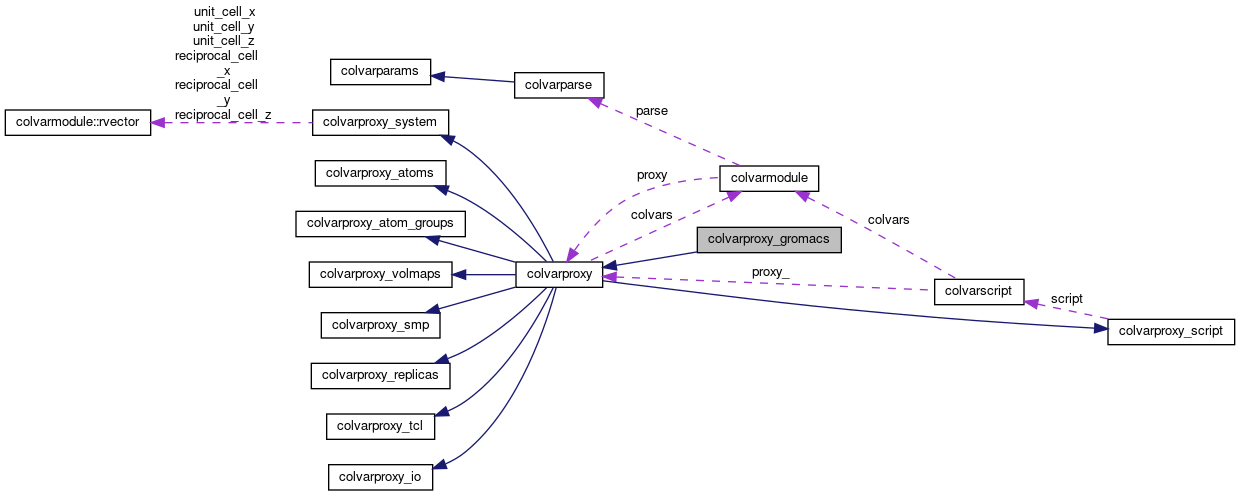 unit_cell_x
unit_cell_y
unit_cell_z
reciprocal_cell
_x
reciprocal_cell
_y
reciprocal_cell_z
colvarmodule::rvector
colvarparams
colvarparse
colvarproxy_system
parse
colvarproxy_atoms
proxy
colvarmodule
colvarproxy_atom_groups
colvars
colvars
colvarproxy_gromacs
colvarproxy_volmaps
colvarproxy
proxy_
colvarscript
script
colvarproxy_smp
colvarproxy_script
colvarproxy_replicas
colvarproxy_tcl
colvarproxy_io